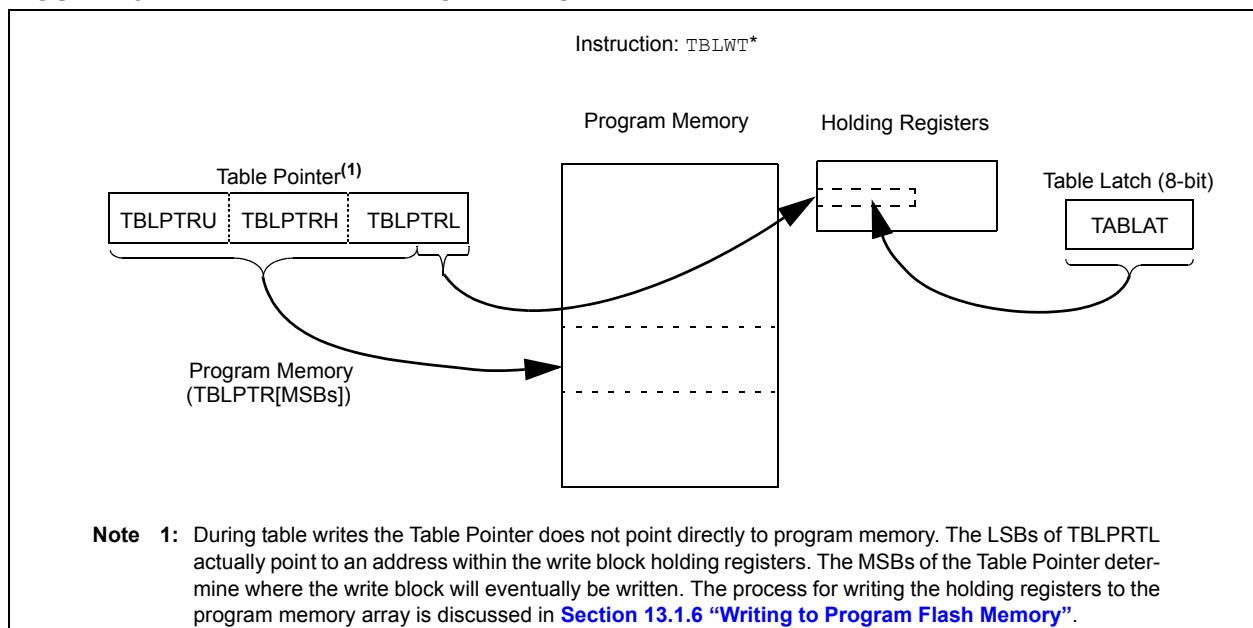 Instruction: TBLWT*
Program Memory
Holding Registers
Table Pointer(1)
Table Latch (8-bit)
TBLPTRU TBLPTRH TBLPTRL
TABLAT
Program Memory
(TBLPTR[MSBs])
Note 1: During table writes the Table Pointer does not point directly to program memory. The LSBs of TBLPRTL
actually point to an address within the write block holding registers. The MSBs of the Table Pointer deter-
mine where the write block will eventually be written. The process for writing the holding registers to the
program memory array is discussed in Section 13.1.6 “Writing to Program Flash Memory”.